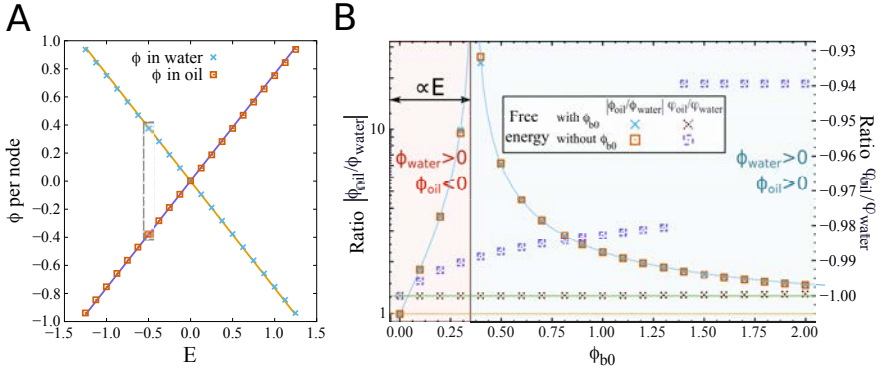 A
B
ϕ in water
ϕ in oil
ϕ per node
1.0
0.8
0.6
0.4
0.2
0.0
−0.2
−0.4
−0.6
−0.8
−1.0
−1.5
−1.0
−0.5
0.0
0.5
1.0
1.5
E
Ratio |ϕoil/ϕwater|
10
1
∝E
ϕwater>0
ϕoil<0
|ϕoil/ϕwater| φoil/φwater
Free energy
with ϕb0
without ϕb0
ϕwater>0
ϕoil>0
0.00
0.25
0.50
0.75
1.00
1.25
1.50
1.75
2.00
ϕb0
−0.93
−0.94
−0.95
−0.96
−0.97
−0.98
−0.99
−1.00
Ratio φoil/φwater